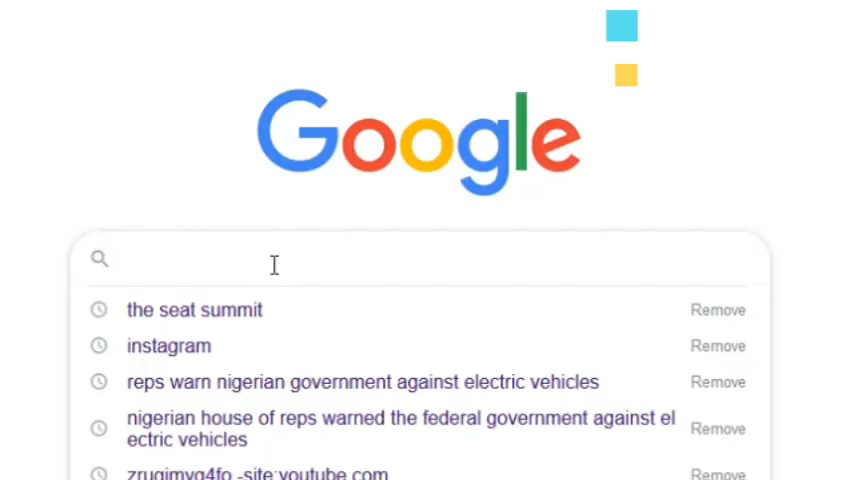 Google
the seat summit
Remove
instagram
Remove
reps warn nigerian government against electric vehicles
Remove
nigerian house of reps warned the federal government against el
ectric vehicles
Remove
-site:youtube.com
Remove